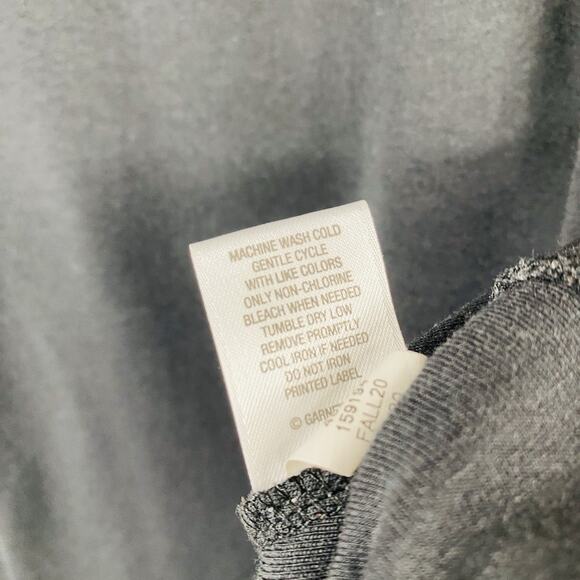 MACHINE WASH COLD
GENTLE CYCLE
WITH LIKE COLORS
ONLY NON-CHLORINE
BLEACH WHEN NEEDED
TUMBLE DRY LOW
REMOVE PROMPTLY
COOL IRON IF NEEDED
DO NOT IRON
PRINTED LABEL
©
FALL20